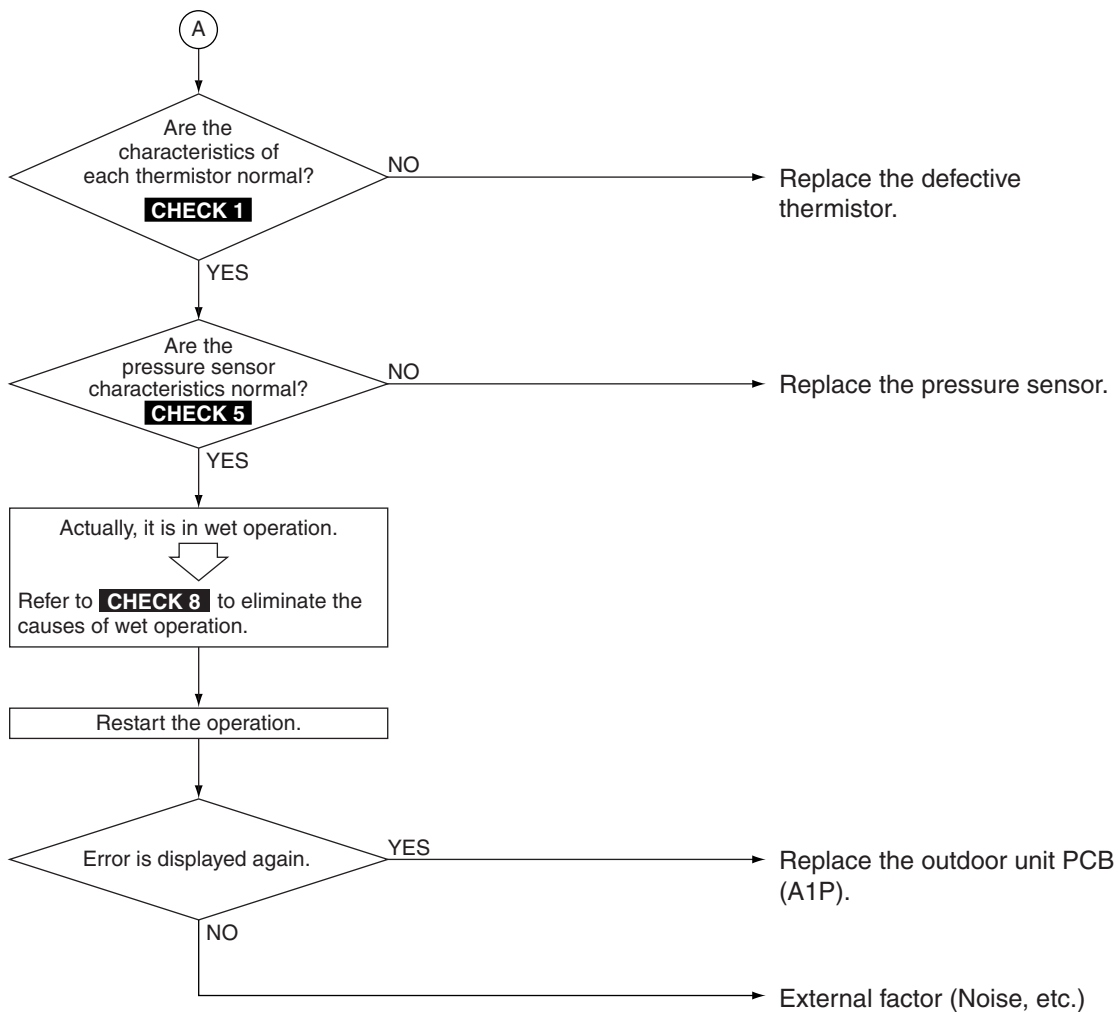 A
Are the
characteristics of
each thermistor normal?
CHECK 1
NO
Replace the defective
thermistor.
YES
Are the
pressure sensor
characteristics normal?
CHECK 5
NO
Replace the pressure sensor.
YES
Actually, it is in wet operation.
Refer to CHECK 8 to eliminate the
causes of wet operation.
Restart the operation.
Error is displayed again.
YES
Replace the outdoor unit PCB
(A1P).
NO
External factor (Noise, etc.)